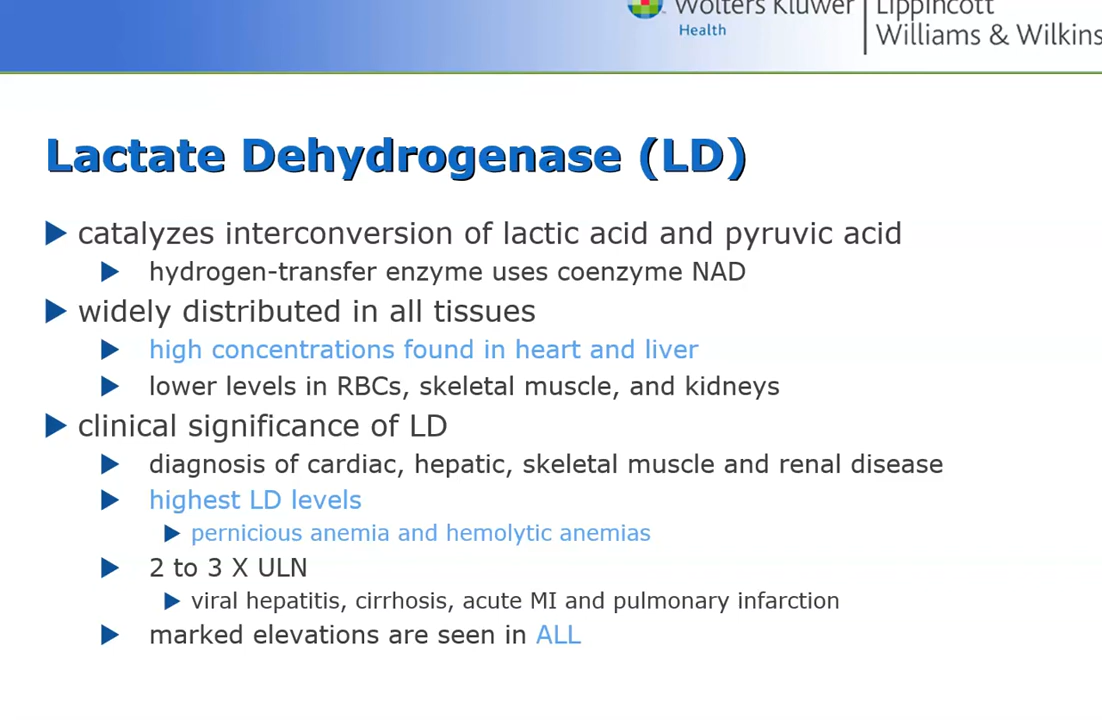 Wolters Kluwer
Health
Lippincott
Williams & Wilkins
Lactate Dehydrogenase (LD)
catalyzes interconversion of lactic acid and pyruvic acid
hydrogen-transfer enzyme uses coenzyme NAD
widely distributed in all tissues
high concentrations found in heart and liver
lower levels in RBCs, skeletal muscle, and kidneys
clinical significance of LD
diagnosis of cardiac, hepatic, skeletal muscle and renal disease
highest LD levels
pernicious anemia and hemolytic anemias
2 to 3 X ULN
viral hepatitis, cirrhosis, acute MI and pulmonary infarction
marked elevations are seen in ALL